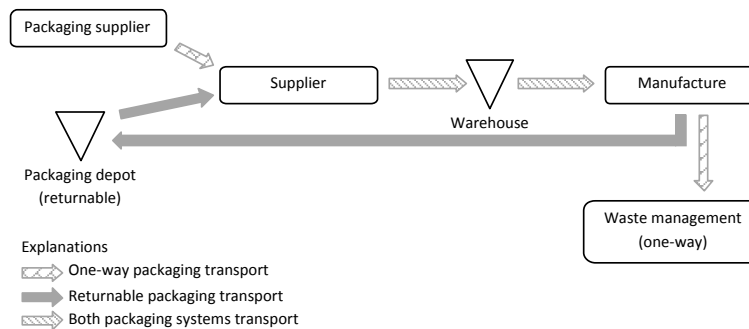 Packaging supplier
Supplier
Manufacture
Warehouse
Packaging depot
(returnable)
Waste management
(one-way)
Explanations
One-way packaging transport
Returnable packaging transport
Both packaging systems transport